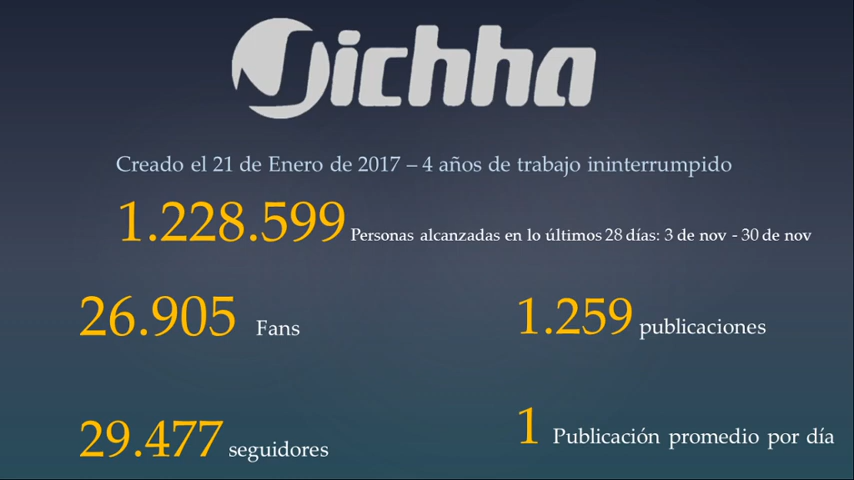 Jichha
Creado el 21 de Enero de 2017 – 4 años de trabajo ininterrumpido
1.228.599 Personas alcanzadas en lo últimos 28 días: 3 de nov - 30 de nov
26.905 Fans
1.259 publicaciones
29.477 seguidores
1 Publicación promedio por día